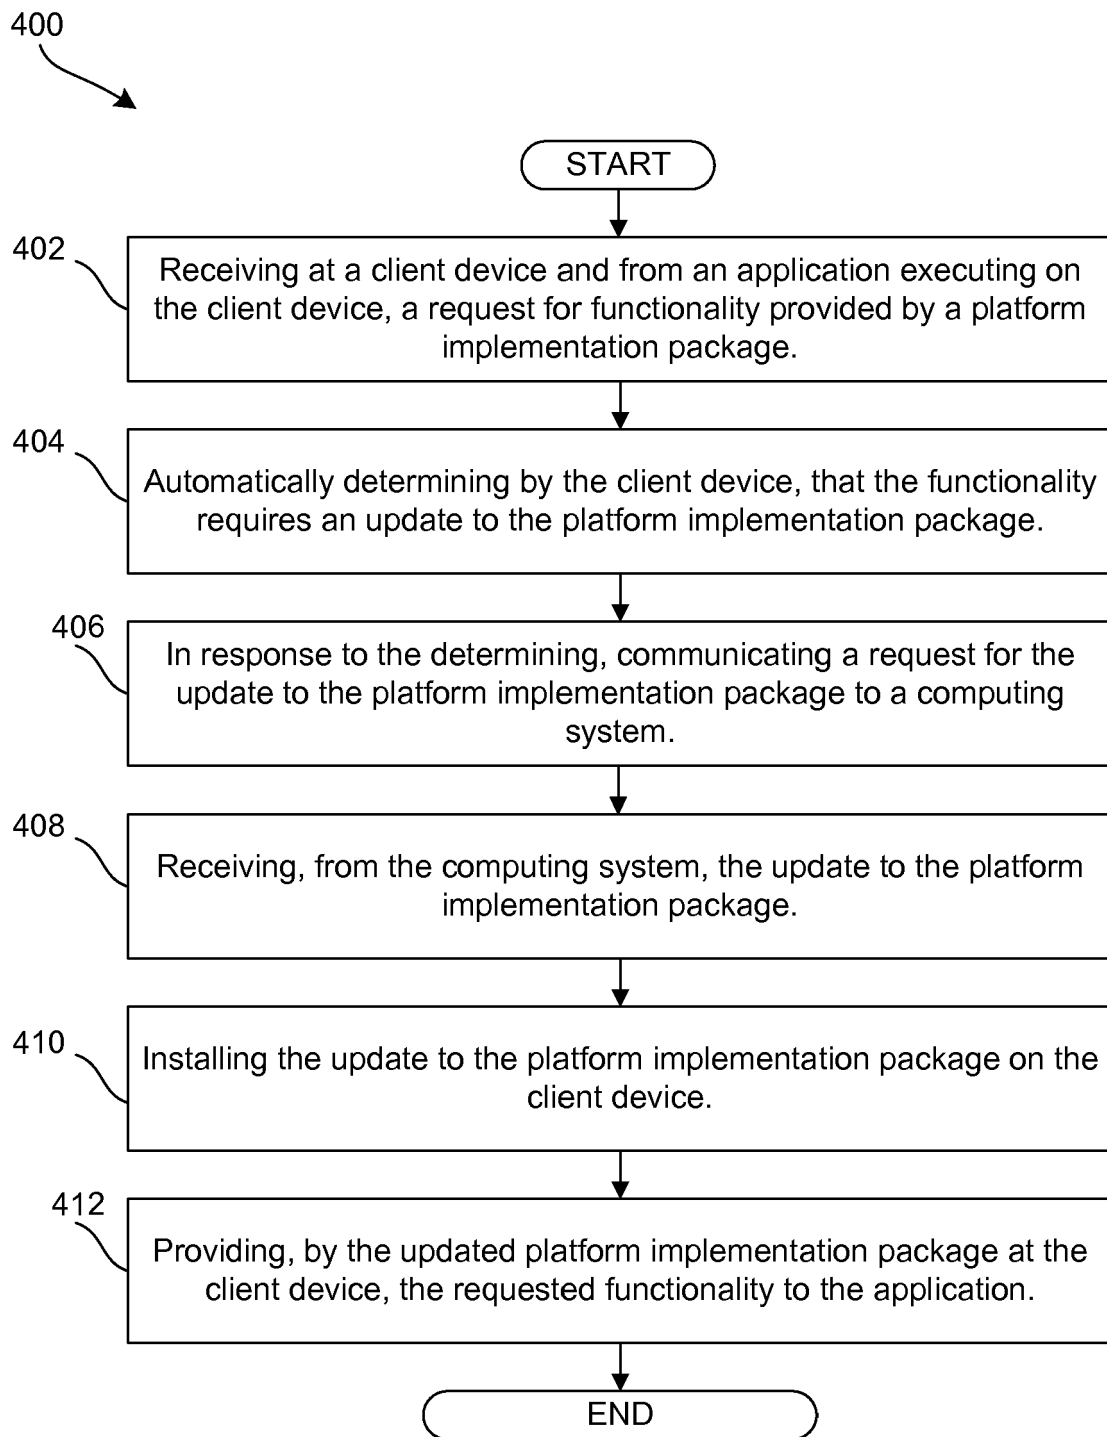 400
START
402
Receiving at a client device and from an application executing on
the client device, a request for functionality provided by a platform
implementation package.
404
Automatically determining by the client device, that the functionality
requires an update to the platform implementation package.
406
In response to the determining, communicating a request for the
update to the platform implementation package to a computing
system.
408
Receiving, from the computing system, the update to the platform
implementation package.
410
Installing the update to the platform implementation package on the
client device.
412
Providing, by the updated platform implementation package at the
client device, the requested functionality to the application.
END